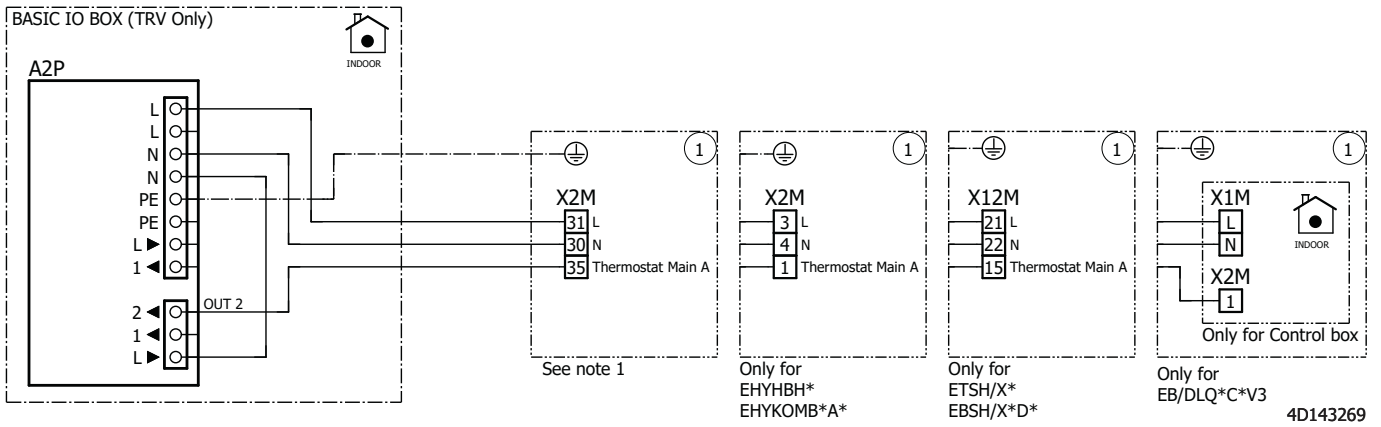 BASIC IO BOX (TRV Only)
INDOOR
A2P
L
L
N
N
PE
PE
L ▶
1 ◀
2 ◀
1 ◀
L ▶
OUT 2
1
X2M
31 L
30 N
35 Thermostat Main A
See note 1
1
X2M
3 L
4 N
1 Thermostat Main A
Only for
EHYHBH*
EHYKOMB*A*
1
X12M
21 L
22 N
15 Thermostat Main A
Only for
ETSH/X*
EBSH/X*D*
1
X1M
L
N
INDOOR
X2M
1
Only for Control box
Only for
EB/DLQ*C*V3
4D143269